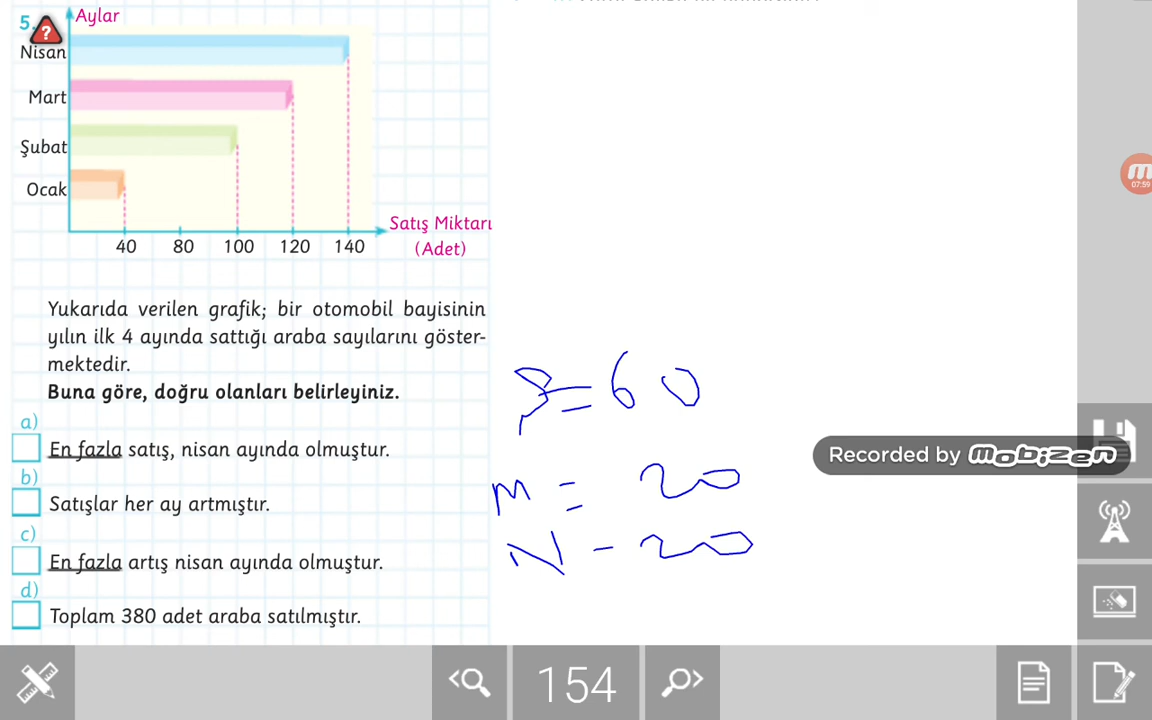 5.
Aylar
?
Nisan
Mart
Şubat
Ocak
Satış Miktarı
(Adet)
40 80 100 120 140
Yukarıda verilen grafik; bir otomobil bayisinin
yılın ilk 4 ayında sattığı araba sayılarını göster-
mektedir.
Buna göre, doğru olanları belirleyiniz.
a)
En fazla satış, nisan ayında olmuştur.
b)
Satışlar her ay artmıştır.
c)
En fazla artış nisan ayında olmuştur.
d)
Toplam 380 adet araba satılmıştır.
Ş=60
m = 20
N - 20
m
07:59
Recorded by mobizen
154